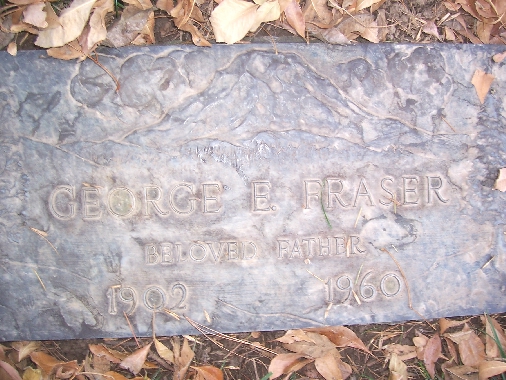 GEORGE E. FRASER
BELOVED FATHER
1902 1960